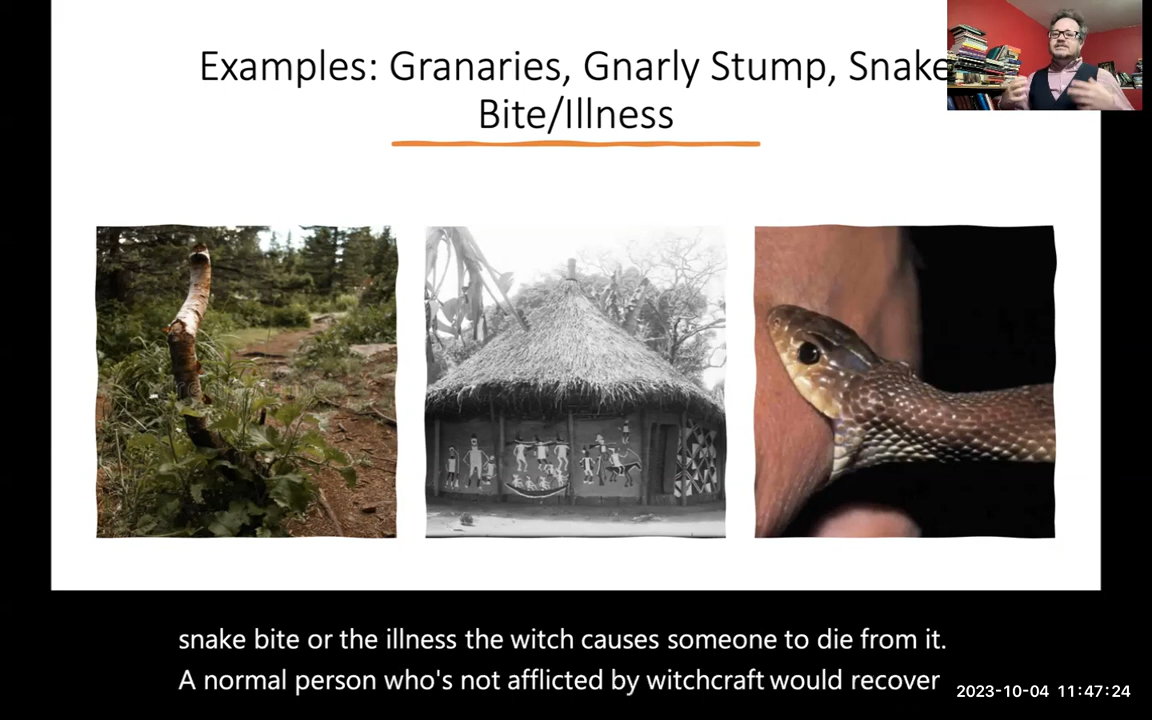 Examples: Granaries, Gnarly Stump, Snake
Bite/Illness
snake bite or the illness the witch causes someone to die from it.
A normal person who's not afflicted by witchcraft would recover
2023-10-04 11:47:24